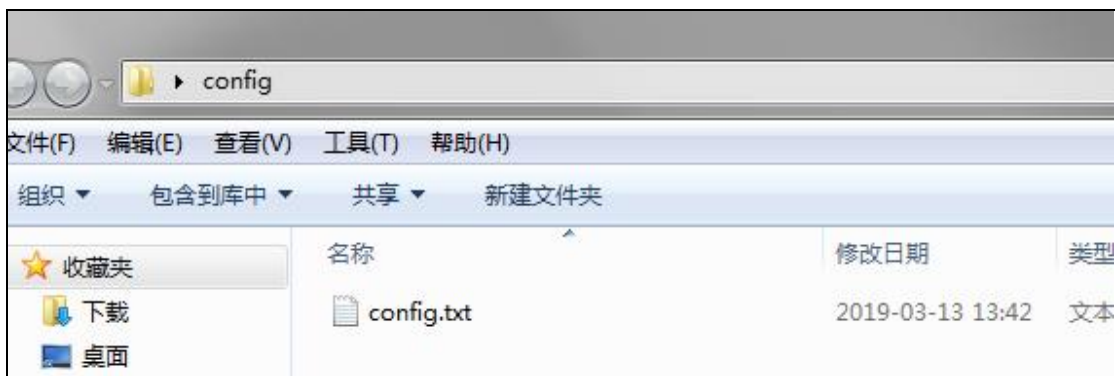 config
文件(F) 编辑(E) 查看(V) 工具(T) 帮助(H)
组织 包含到库中 共享 新建文件夹
收藏夹 名称 修改日期 类型
下载 config.txt 2019-03-13 13:42 文本
桌面